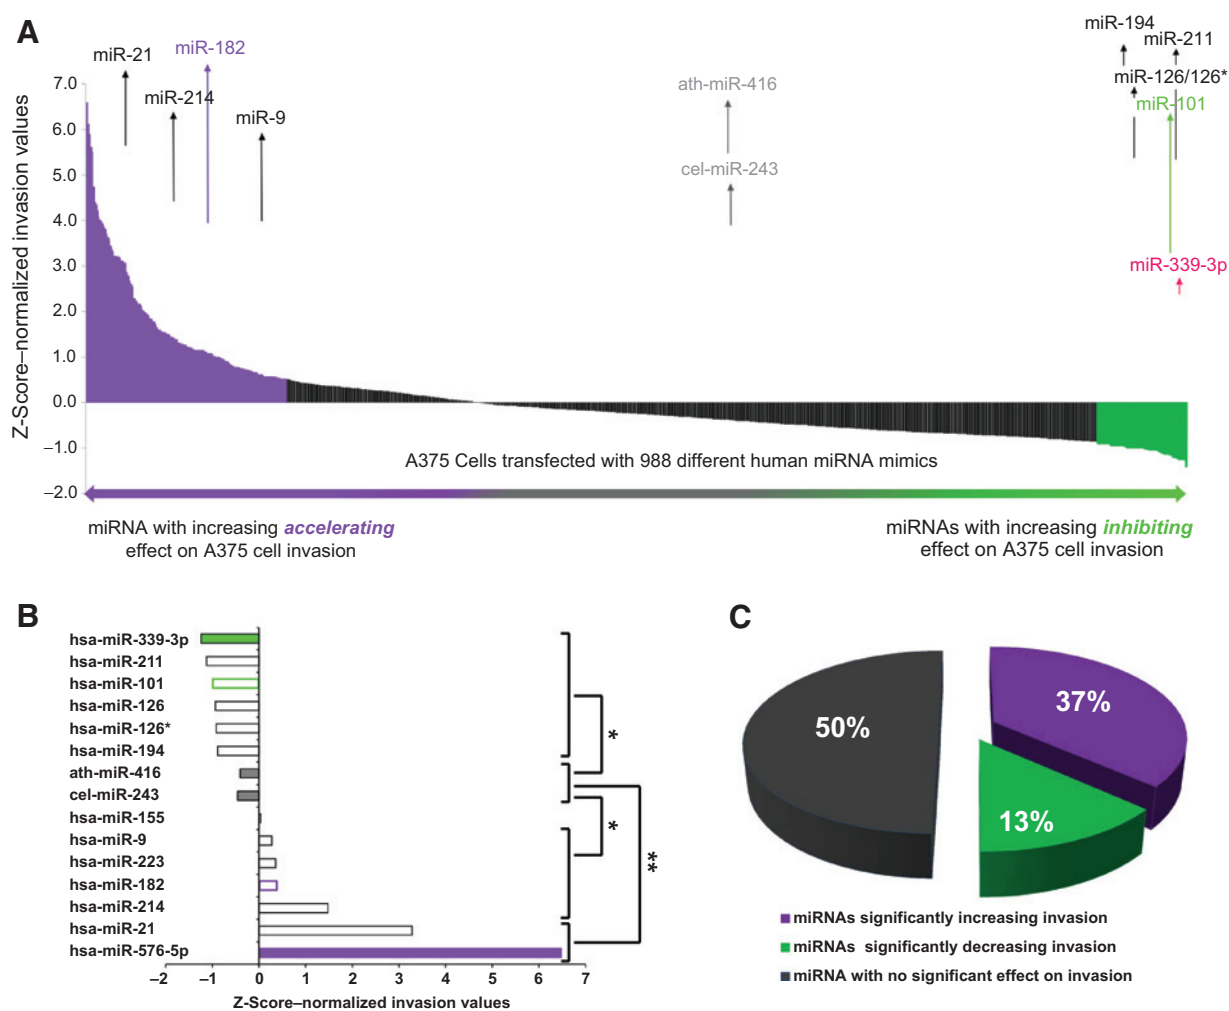 A
miR-194
miR-211
miR-21
miR-182
miR-126/126*
ath-miR-416
miR-214
miR-101
miR-9
cel-miR-243
miR-339-3p
Z-Score–normalized invasion values
7.0
6.0
5.0
4.0
3.0
2.0
1.0
0.0
–1.0
–2.0
A375 Cells transfected with 988 different human miRNA mimics
miRNA with increasing accelerating
effect on A375 cell invasion
miRNAs with increasing inhibiting
effect on A375 cell invasion
B
hsa-miR-339-3p
hsa-miR-211
hsa-miR-101
hsa-miR-126
hsa-miR-126*
hsa-miR-194
ath-miR-416
cel-miR-243
hsa-miR-155
hsa-miR-9
hsa-miR-223
hsa-miR-182
hsa-miR-214
hsa-miR-21
hsa-miR-576-5p
*
*
**
–2 –1 0 1 2 3 4 5 6 7
Z-Score–normalized invasion values
C
50%
37%
13%
miRNAs significantly increasing invasion
miRNAs significantly decreasing invasion
miRNA with no significant effect on invasion